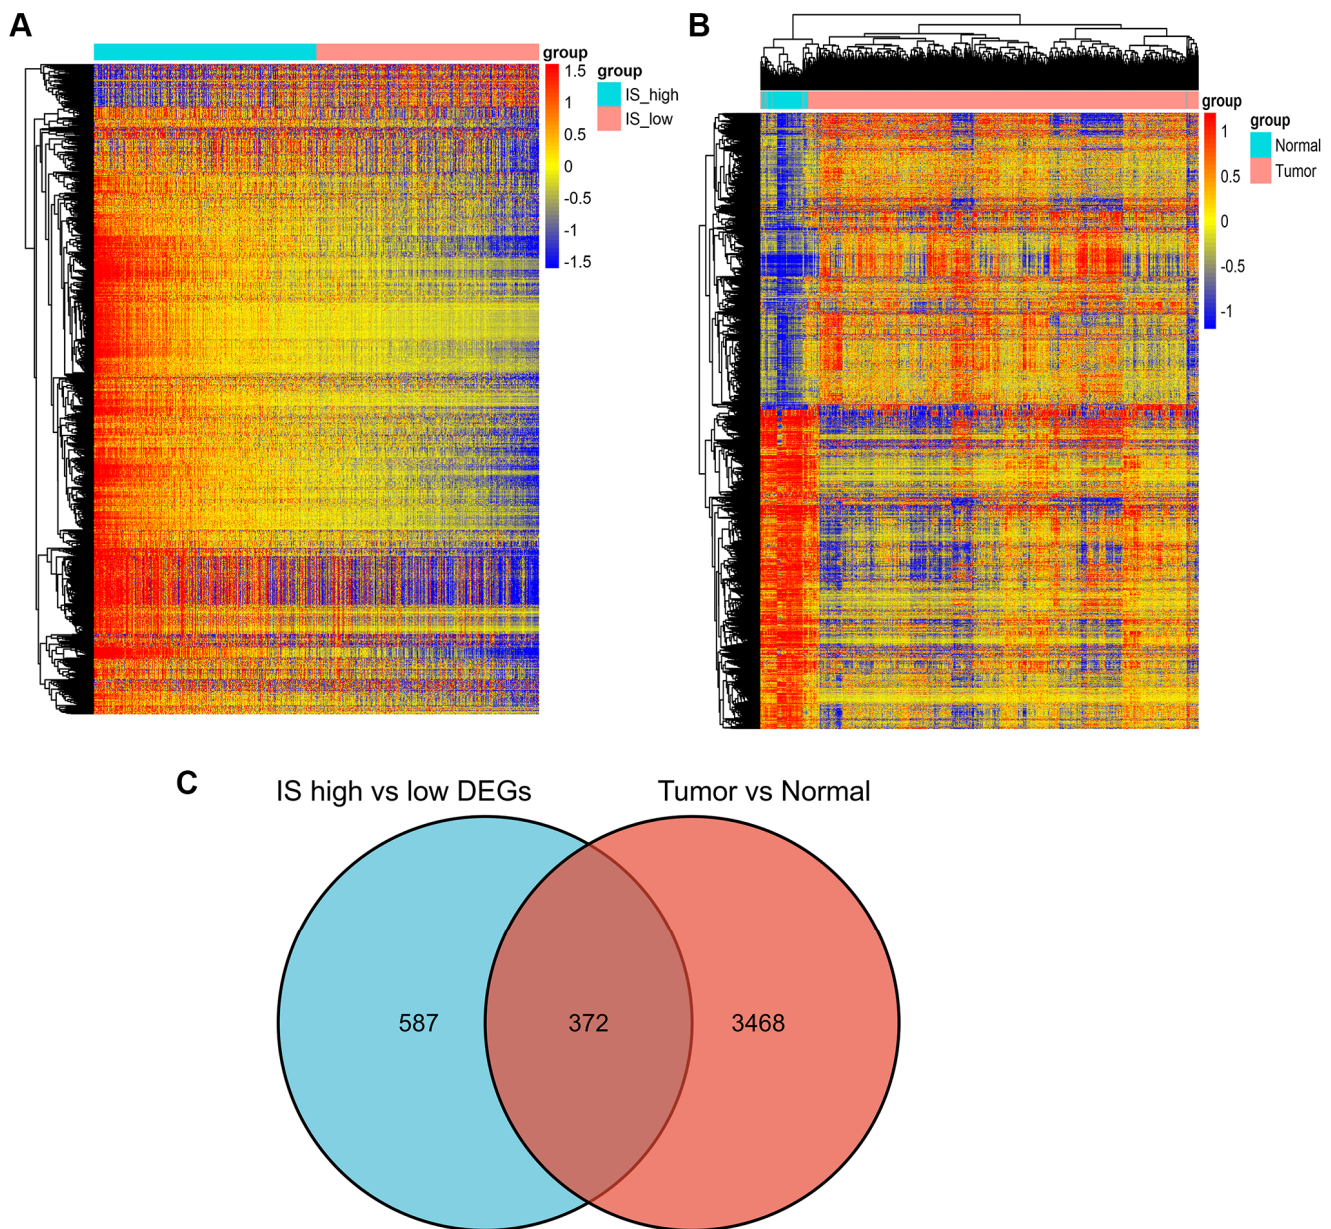 A
group
1.5
1
0.5
0
-0.5
-1
-1.5
group
IS_high
IS_low
B
group
1
0.5
0
-0.5
-1
group
Normal
Tumor
C
IS high vs low DEGs
Tumor vs Normal
587
372
3468